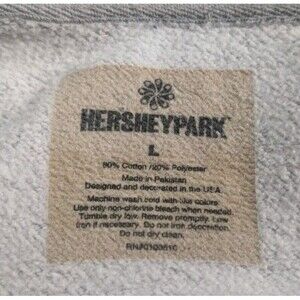 HERSHEYPARK
L
80% Cotton /20% Polyester
Made in Pakistan
Designed and decorated in the U.S.A
Machine wash cold with like colors
Use only non-chlorine bleach when needed
Tumble dry low. Remove promptly. Low
iron if necessary. Do not iron decoration
Do not dry clean.